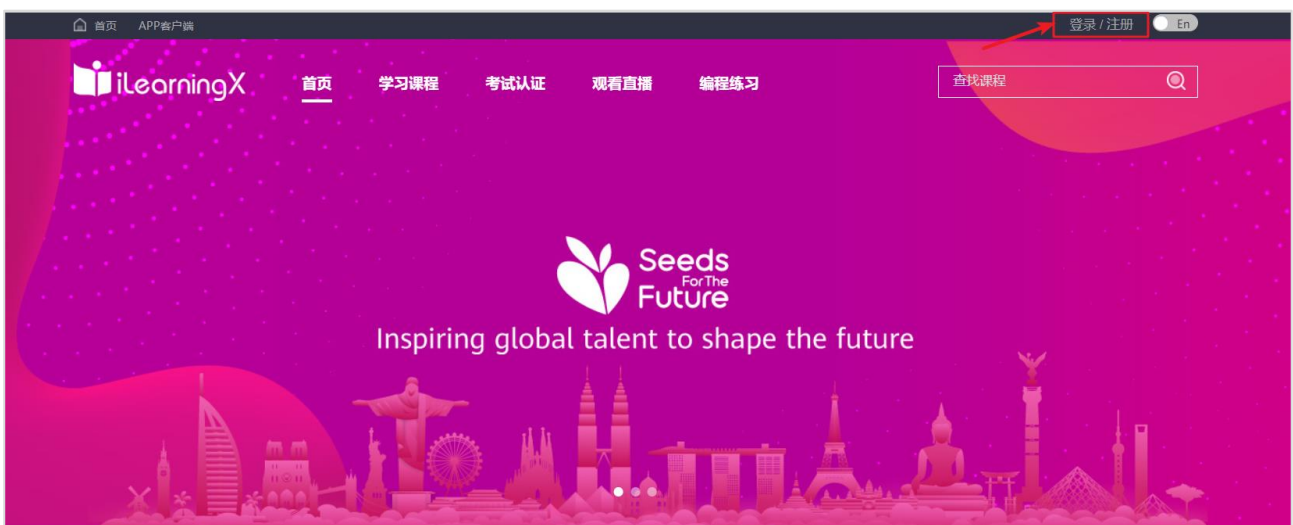 首页 APP客户端 登录 / 注册 En
iLearningX 首页 学习课程 考试认证 观看直播 编程练习 查找课程
Seeds
For The
Future
Inspiring global talent to shape the future